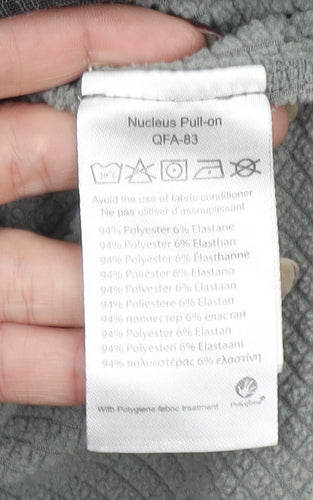 Nucleus Pull-on
QFA-83
Avoid the use of fabric conditioner
Ne pas utiliser d'assouplissant
94% Polyester 6% Elastane
94% Polyester 6% Elasthan
94% Polyester 6% Élasthanne
94% Poliéster 6% Elastano
94% Polyester 6% Elastaan
94% Poliestere 6% Elastan
94% полиестер 6% еластан
94% Polyester 6% Elastan
94% Polyesteri 6% Elastaani
94% πολυεστέρας 6% ελαστίνη
With Polygiene fabric treatment
Polygiene